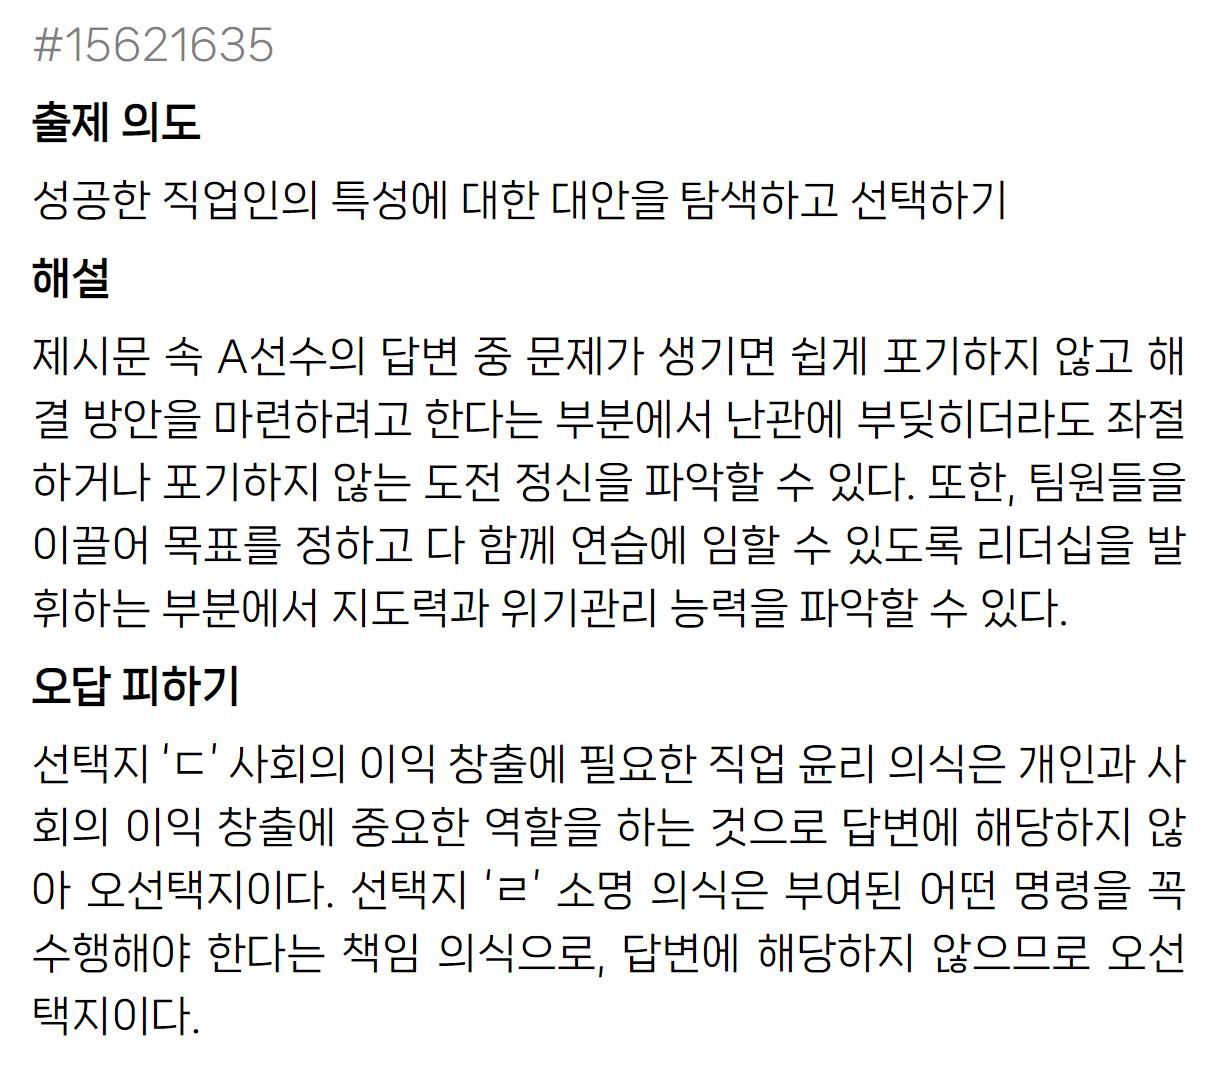 #15621635
출제 의도
성공한 직업인의 특성에 대한 대안을 탐색하고 선택하기
해설
제시문 속 A선수의 답변 중 문제가 생기면 쉽게 포기하지 않고 해
결 방안을 마련하려고 한다는 부분에서 난관에 부딪히더라도 좌절
하거나 포기하지 않는 도전 정신을 파악할 수 있다. 또한, 팀원들을
이끌어 목표를 정하고 다 함께 연습에 임할 수 있도록 리더십을 발
휘하는 부분에서 지도력과 위기관리 능력을 파악할 수 있다.
오답 피하기
선택지 ‘ㄷ’ 사회의 이익 창출에 필요한 직업 윤리 의식은 개인과 사
회의 이익 창출에 중요한 역할을 하는 것으로 답변에 해당하지 않
아 오선택지이다. 선택지 ‘ㄹ’ 소명 의식은 부여된 어떤 명령을 꼭
수행해야 한다는 책임 의식으로, 답변에 해당하지 않으므로 오선
택지이다.